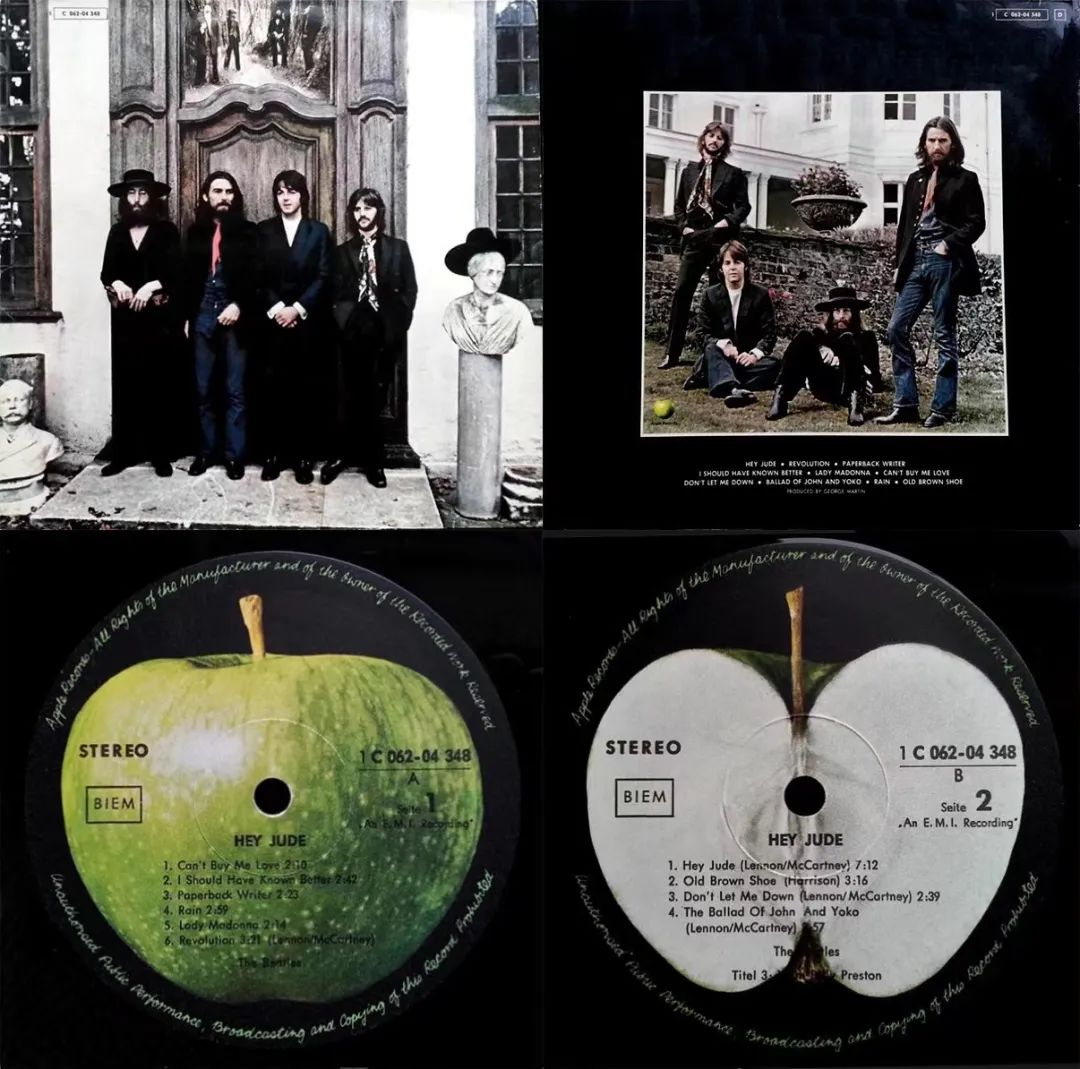 1 C 062-04 348
1 C 062-04 348 D
HEY JUDE • REVOLUTION • PAPERBACK WRITER
I SHOULD HAVE KNOWN BETTER • LADY MADONNA • CAN'T BUY ME LOVE
DON'T LET ME DOWN • BALLAD OF JOHN AND YOKO • RAIN • OLD BROWN SHOE
PRODUCED BY GEORGE MARTIN
Apple Records-All Rights of the Manufacturer and of the Owner of the Recorded Work Reserved
STEREO
1 C 062-04 348
A
BIEM
Seite 1
„An E.M.I. Recording"
HEY JUDE
1. Can't Buy Me Love 2:10
2. I Should Have Known Better 2:42
3. Paperback Writer 2:23
4. Rain 2:59
5. Lady Madonna 2:14
6. Revolution 3:21 (Lennon/McCartney)
The Beatles
Unauthorised Public Performance, Broadcasting and Copying of this Record Prohibited
Apple Records-All Rights of the Manufacturer and of the Owner of the Recorded Work Reserved
STEREO
1 C 062-04 348
B
BIEM
Seite 2
„An E.M.I. Recording"
HEY JUDE
1. Hey Jude (Lennon/McCartney) 7:12
2. Old Brown Shoe (Harrison) 3:16
3. Don't Let Me Down (Lennon/McCartney) 2:39
4. The Ballad Of John And Yoko
(Lennon/McCartney)
The
Titel 3: Preston
Unauthorised Public Performance, Broadcasting and Copying of this Record Prohibited